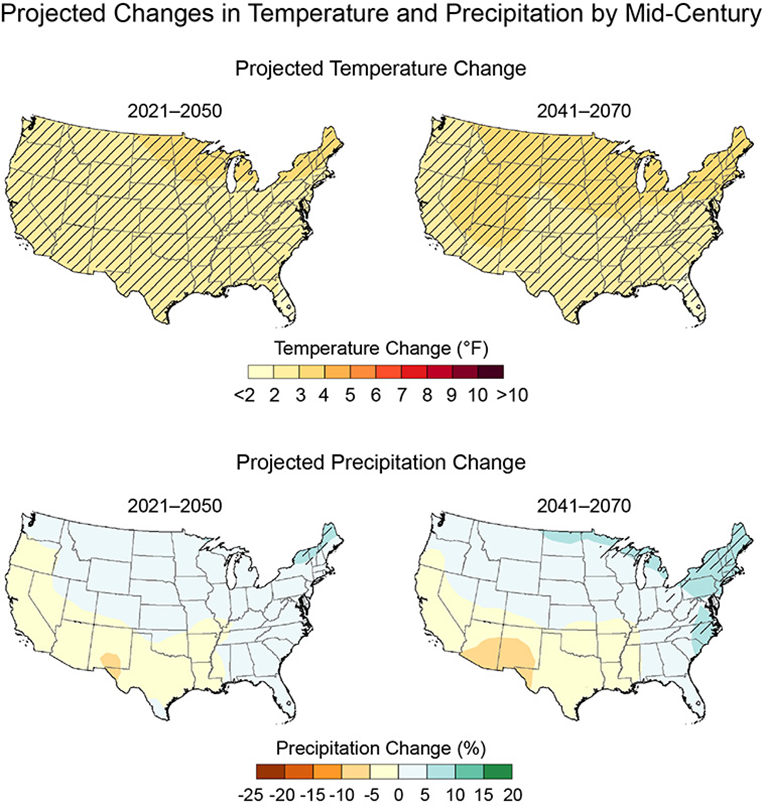 Projected Changes in Temperature and Precipitation by Mid-Century
Projected Temperature Change
2021–2050 2041–2070
Temperature Change (°F)
<2 2 3 4 5 6 7 8 9 10 >10
Projected Precipitation Change
2021–2050 2041–2070
Precipitation Change (%)
-25 -20 -15 -10 -5 0 5 10 15 20